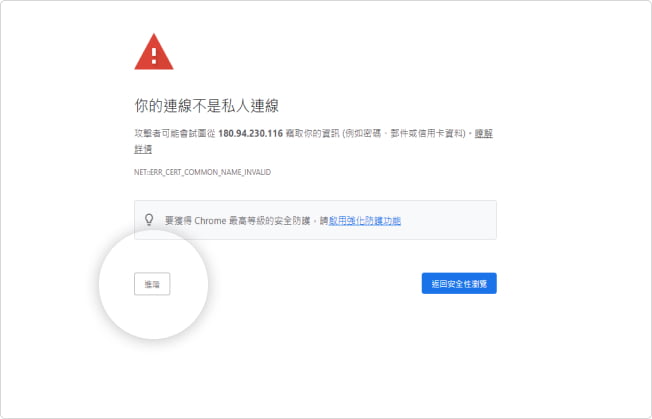 你的連線不是私人連線
攻擊者可能會試圖從 180.94.230.116 竊取你的資訊 (例如密碼、郵件或信用卡資料)。瞭解
詳情
NET::ERR_CERT_COMMON_NAME_INVALID
要獲得 Chrome 最高等級的安全防護，請啟用強化防護功能
進階
返回安全性瀏覽